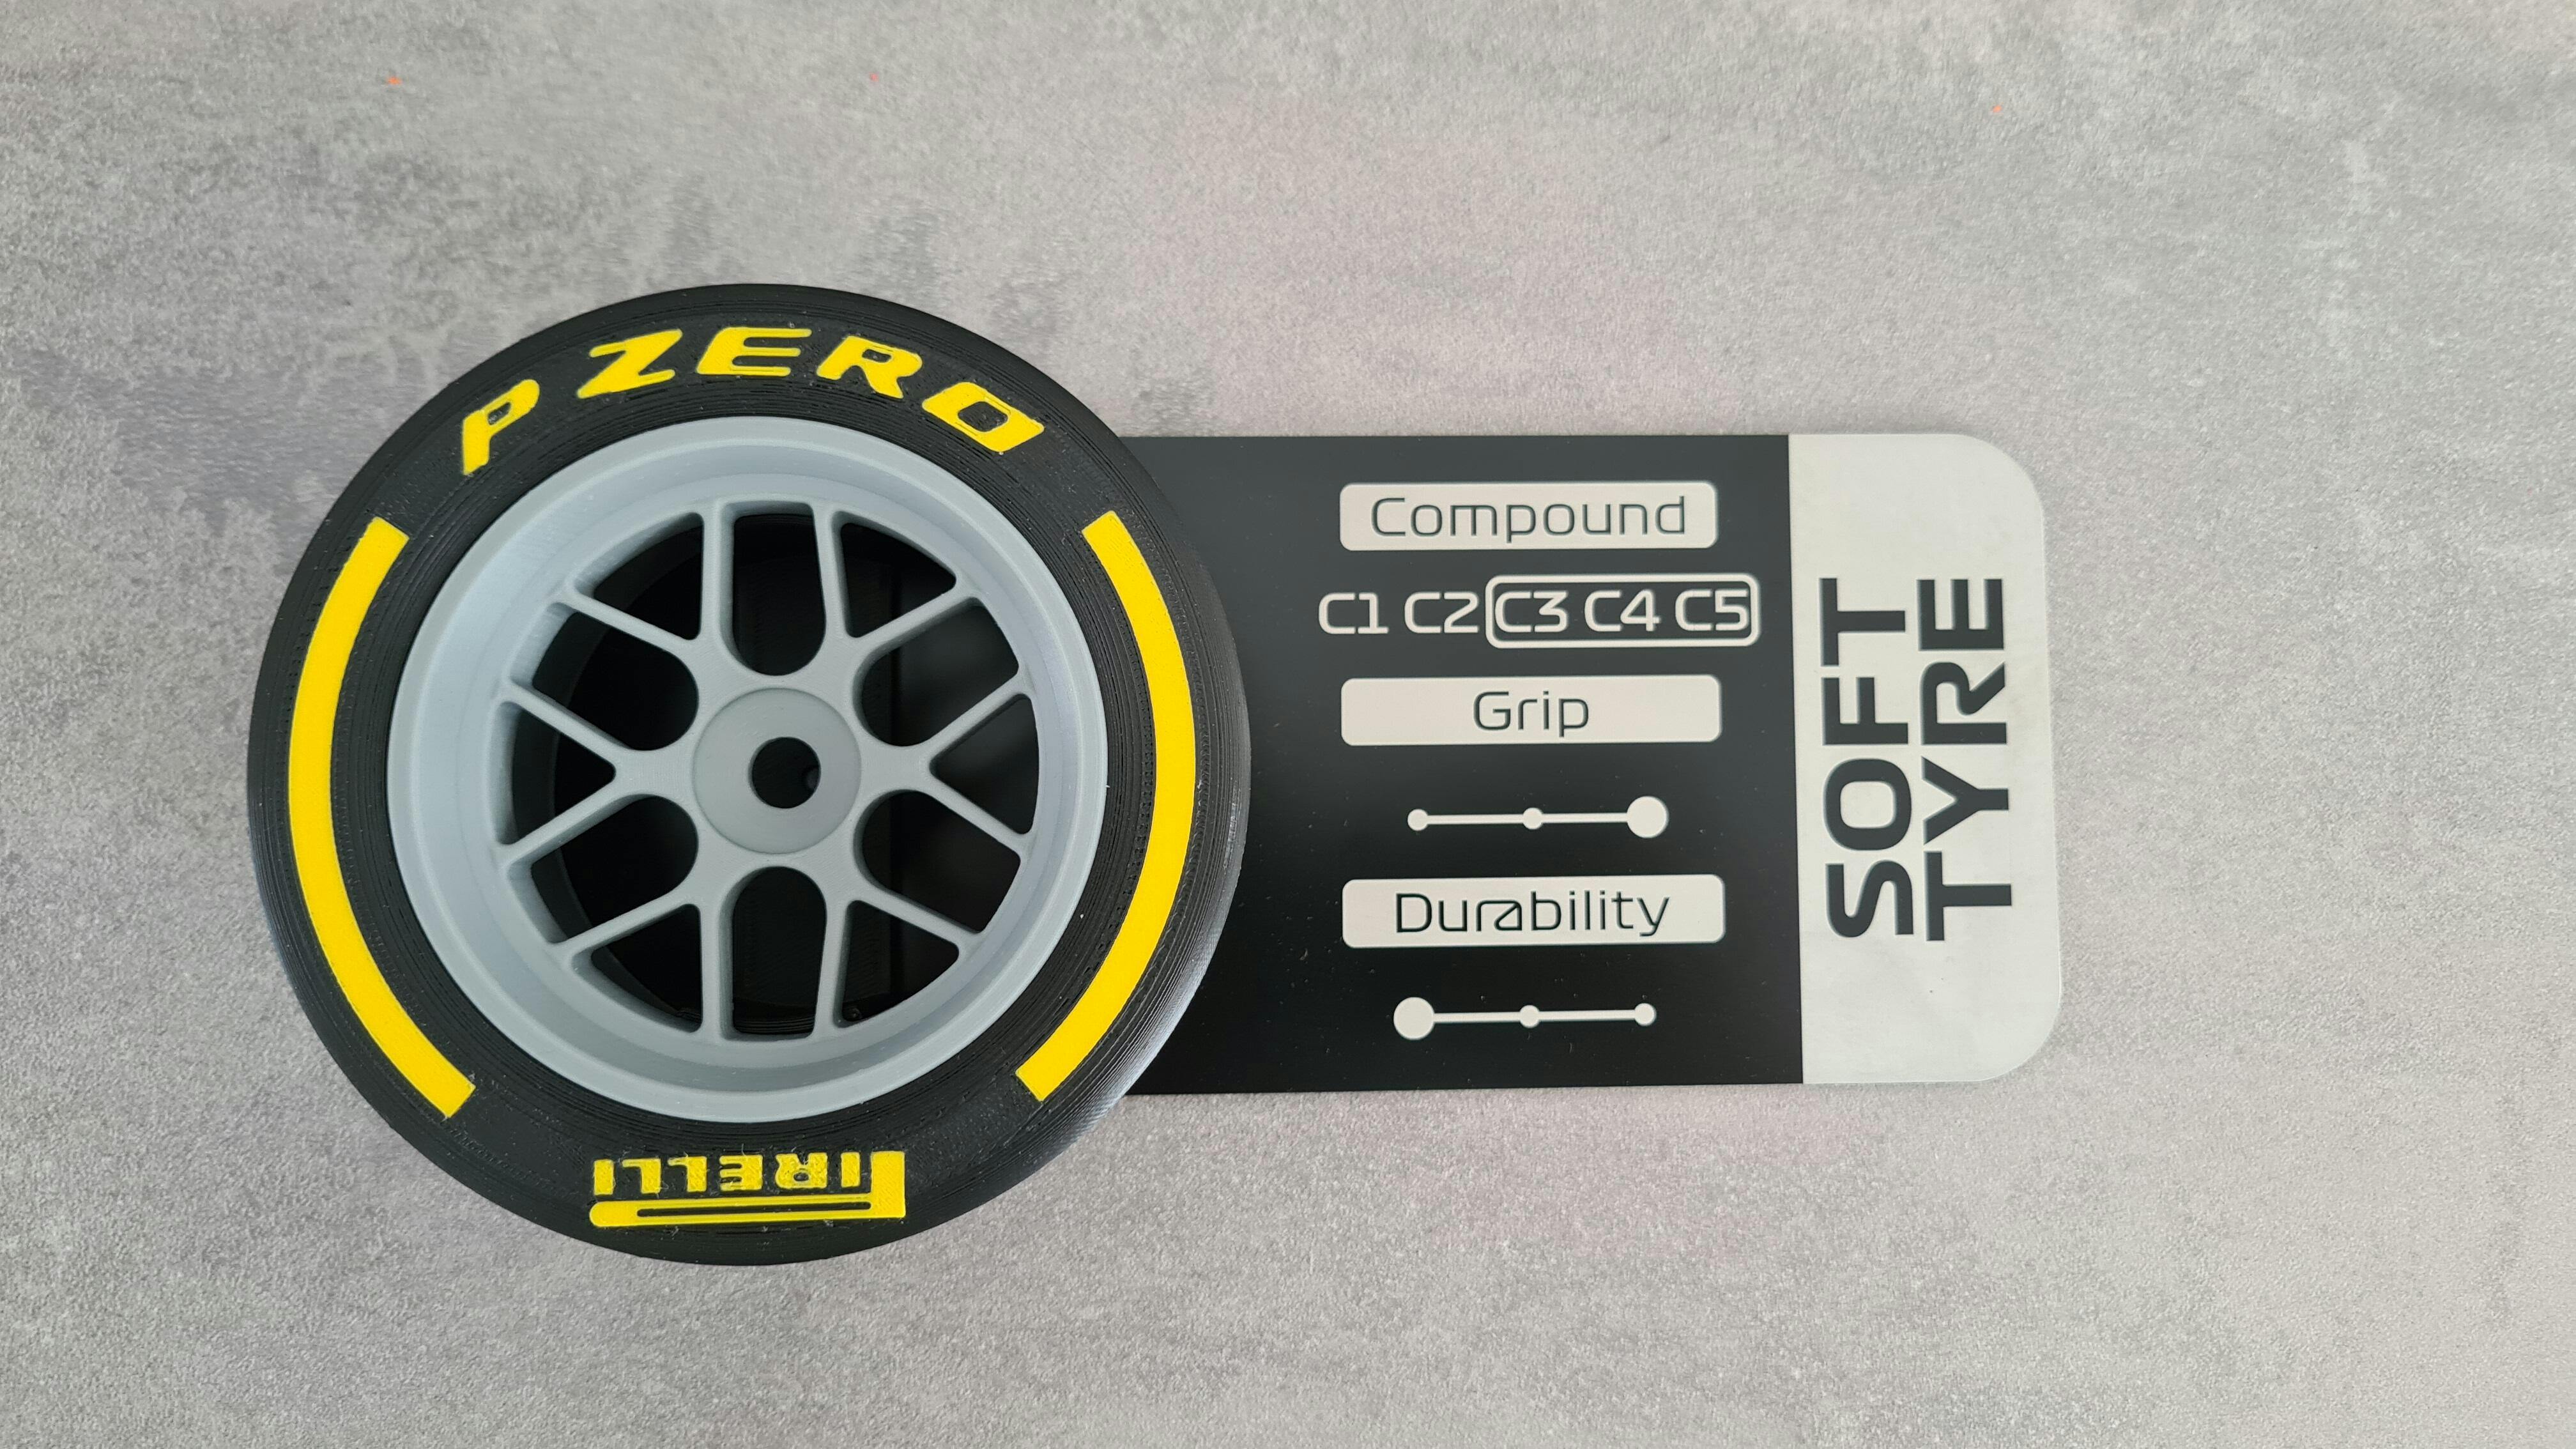 P ZERO
PIRELLI
Compound
C1 C2 C3 C4 C5
Grip
Durability
SOFT
TYRE